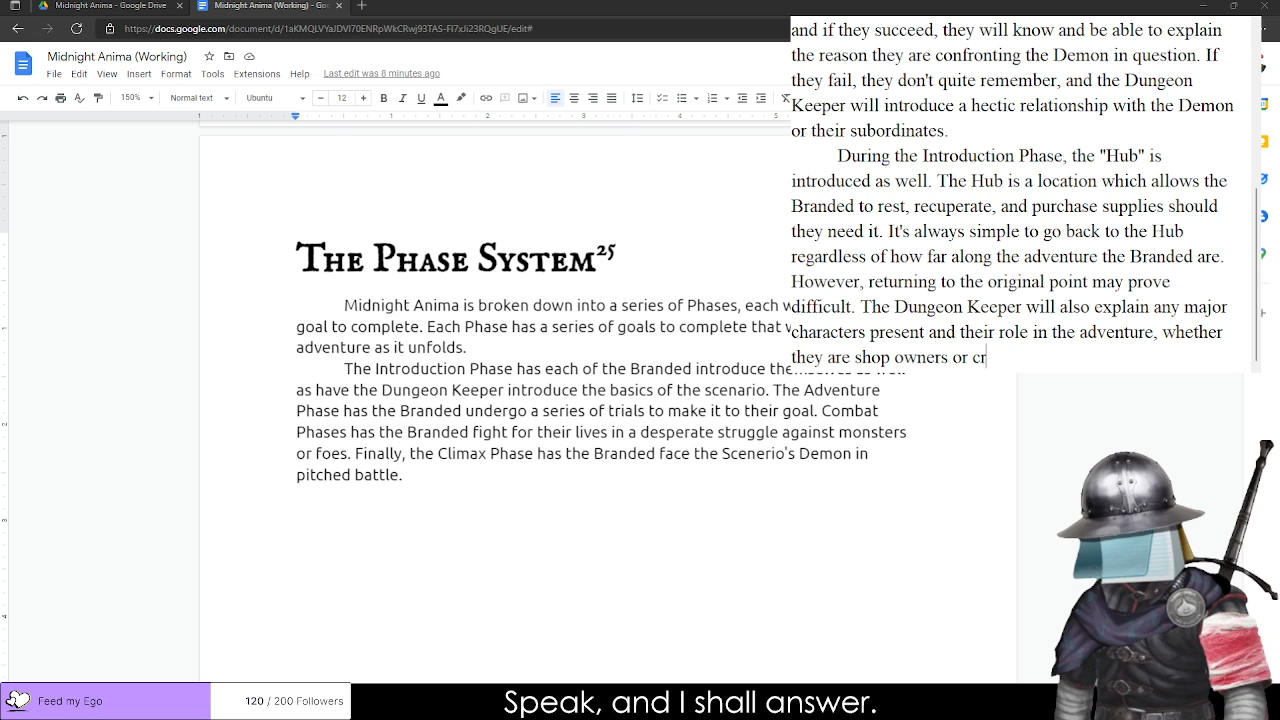 Midnight Anima - Google Drive
Midnight Anima (Working) - Goo
https://docs.google.com/document/d/1aKMQLVYaJDVl70ENRpWkCRwj93TAS-Fl7xJi23RQgUE/edit#
Midnight Anima (Working)
File Edit View Insert Format Tools Extensions Help Last edit was 8 minutes ago
150% Normal text Ubuntu 12
1 1 2 3 4 5
The Phase System25
Midnight Anima is broken down into a series of Phases, each w
goal to complete. Each Phase has a series of goals to complete that w
adventure as it unfolds.
The Introduction Phase has each of the Branded introduce themselves as well
as have the Dungeon Keeper introduce the basics of the scenario. The Adventure
Phase has the Branded undergo a series of trials to make it to their goal. Combat
Phases has the Branded fight for their lives in a desperate struggle against monsters
or foes. Finally, the Climax Phase has the Branded face the Scenerio's Demon in
pitched battle.
and if they succeed, they will know and be able to explain
the reason they are confronting the Demon in question. If
they fail, they don't quite remember, and the Dungeon
Keeper will introduce a hectic relationship with the Demon
or their subordinates.
During the Introduction Phase, the "Hub" is
introduced as well. The Hub is a location which allows the
Branded to rest, recuperate, and purchase supplies should
they need it. It's always simple to go back to the Hub
regardless of how far along the adventure the Branded are.
However, returning to the original point may prove
difficult. The Dungeon Keeper will also explain any major
characters present and their role in the adventure, whether
they are shop owners or cr
Feed my Ego
120 / 200 Followers
Speak, and I shall answer.